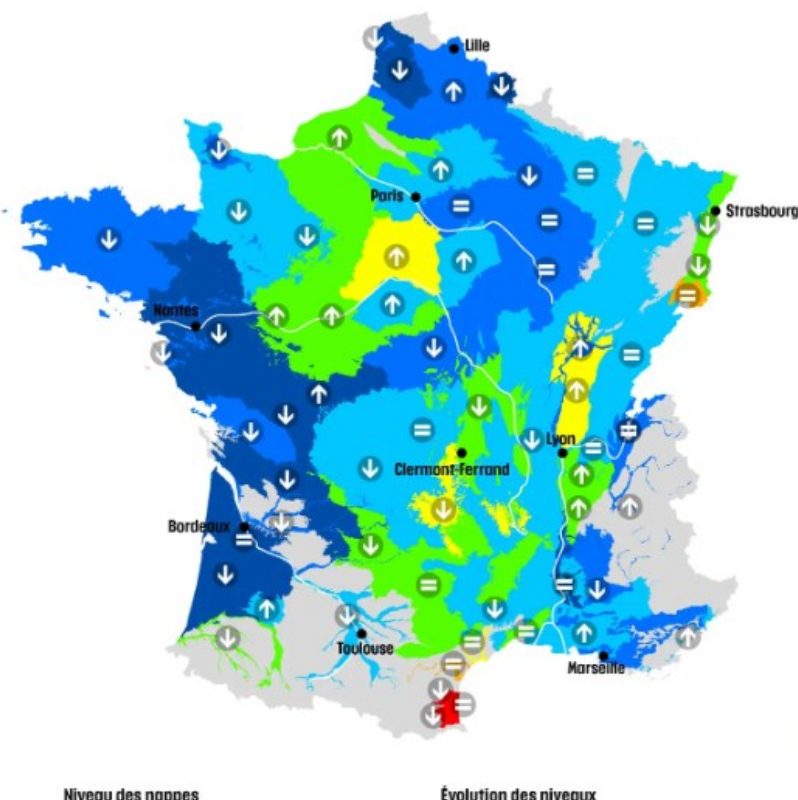 Lille
Paris
Strasbourg
Nantes
Lyon
Clermont-Ferrand
Bordeaux
Toulouse
Marseille
Niveau des nappes
Évolution des niveaux